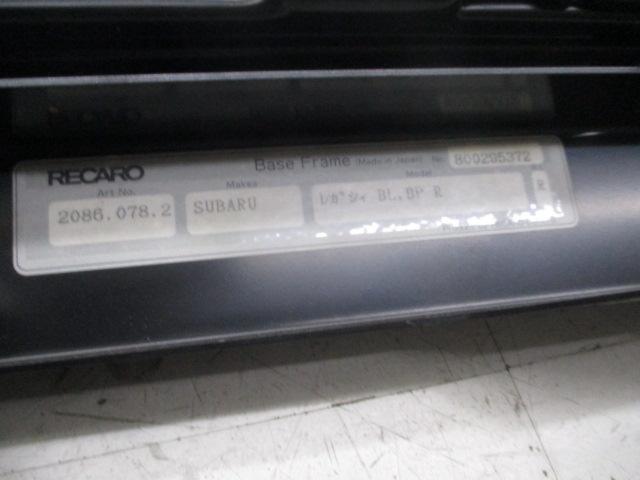 RECARO Base Frame (Made in Japan) No. 800295372
Art No. Makes Model
2086.078.2 SUBARU ﾚｶﾞｼｨ BL.BP R R